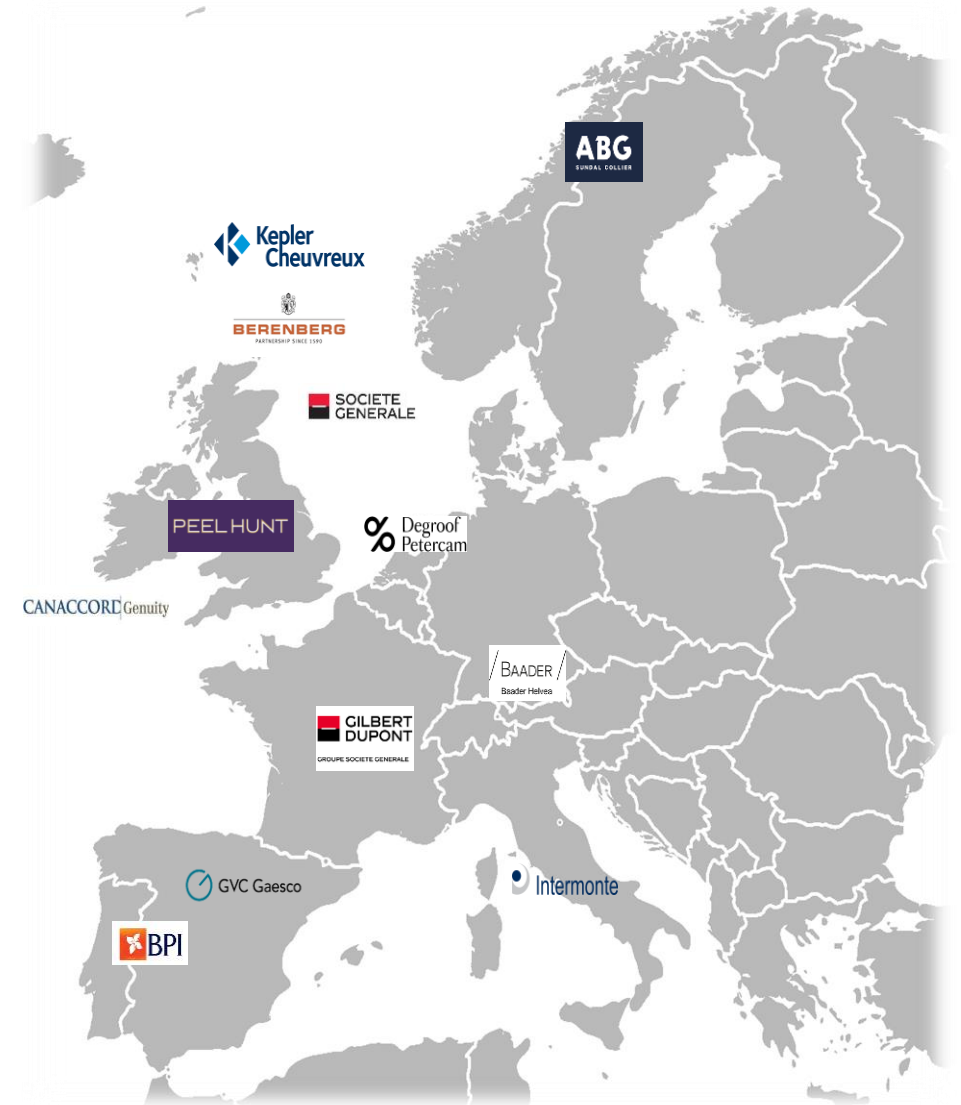 ABG
SUNDAL COLLIER
Kepler
Cheuvreux
BERENBERG
PARTNERSHIP SINCE 1590
SOCIETE
GENERALE
PEEL HUNT
Degroof
Petercam
CANACCORD Genuity
BAADER
Baader Helvea
GILBERT
DUPONT
GROUPE SOCIETE GENERALE
GVC Gaesco
Intermonte
BPI